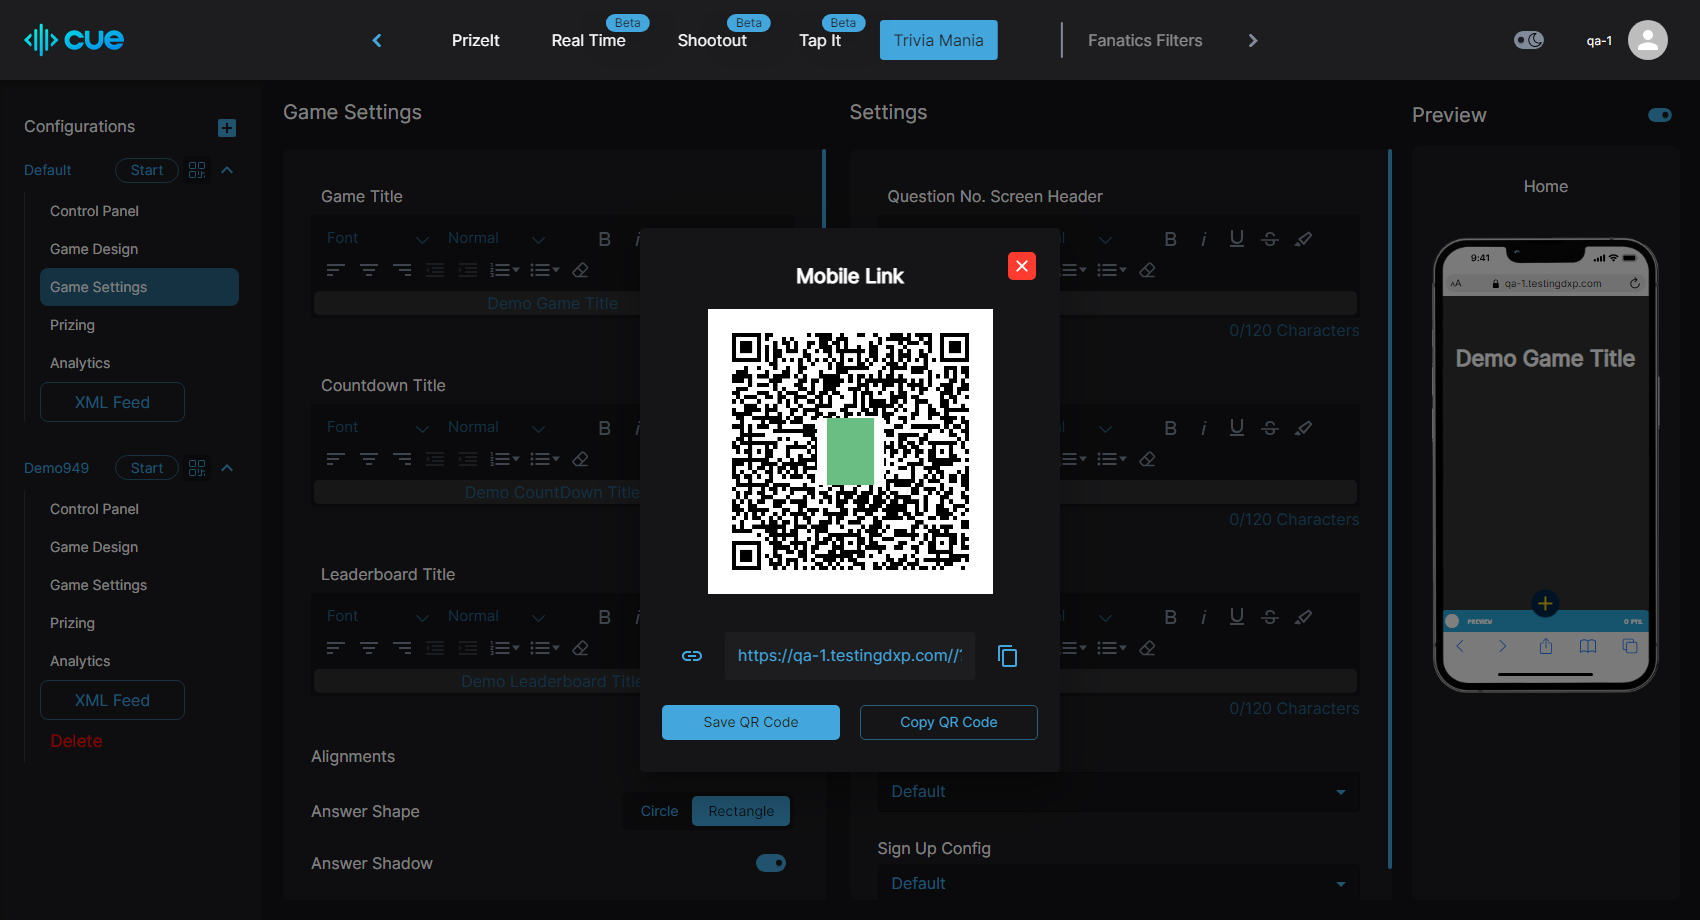 cue
PrizeIt
Real Time
Beta
Shootout
Beta
Tap It
Beta
Trivia Mania
Fanatics Filters
qa-1
Configurations
Default
Start
Control Panel
Game Design
Game Settings
Prizing
Analytics
XML Feed
Demo949
Start
Control Panel
Game Design
Game Settings
Prizing
Analytics
XML Feed
Delete
Game Settings
Game Title
Font
Normal
B
i
Demo Game Title
Countdown Title
Font
Normal
B
i
Demo CountDown Title
Leaderboard Title
Font
Normal
B
i
Demo Leaderboard Title
Alignments
Answer Shape
Circle
Rectangle
Answer Shadow
Mobile Link
https://qa-1.testingdxp.com//
Save QR Code
Copy QR Code
Settings
Question No. Screen Header
B i U S
0/120 Characters
B i U S
0/120 Characters
B i U S
0/120 Characters
Default
Sign Up Config
Default
Preview
Home
9:41
AA
qa-1.testingdxp.com
Demo Game Title
PREVIEW
0 PTS.